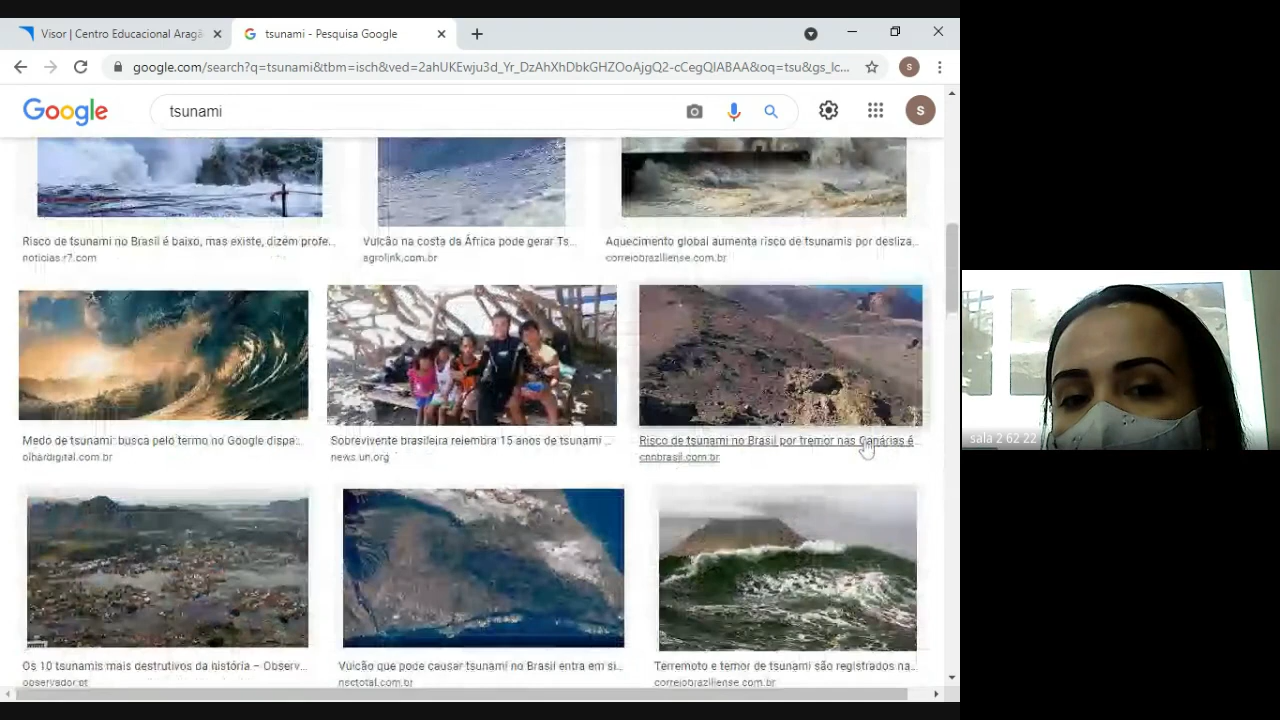 Visor | Centro Educacional Aragã
tsunami - Pesquisa Google
google.com/search?q=tsunami&tbm=isch&ved=2ahUKEwju3d_Yr_DzAhXhDbkGHZOoAjgQ2-cCegQIABAA&oq=tsu&gs_lc...
s
Google
tsunami
s
Risco de tsunami no Brasil é baixo, mas existe, dizem profe...
noticias.r7.com
Vulcão na costa da África pode gerar Ts...
agrolink.com.br
Aquecimento global aumenta risco de tsunamis por desliza...
correiobraziliense.com.br
Medo de tsunami: busca pelo termo no Google dispa...
olhardigital.com.br
Sobrevivente brasileira relembra 15 anos de tsunami ...
news.un.org
Risco de tsunami no Brasil por tremor nas Canárias é
cnnbrasil.com.br
sala 2 62 22
Os 10 tsunamis mais destrutivos da história – Observ...
observador.pt
Vulcão que pode causar tsunami no Brasil entra em si...
nsctotal.com.br
Terremoto e temor de tsunami são registrados na...
correiobraziliense.com.br